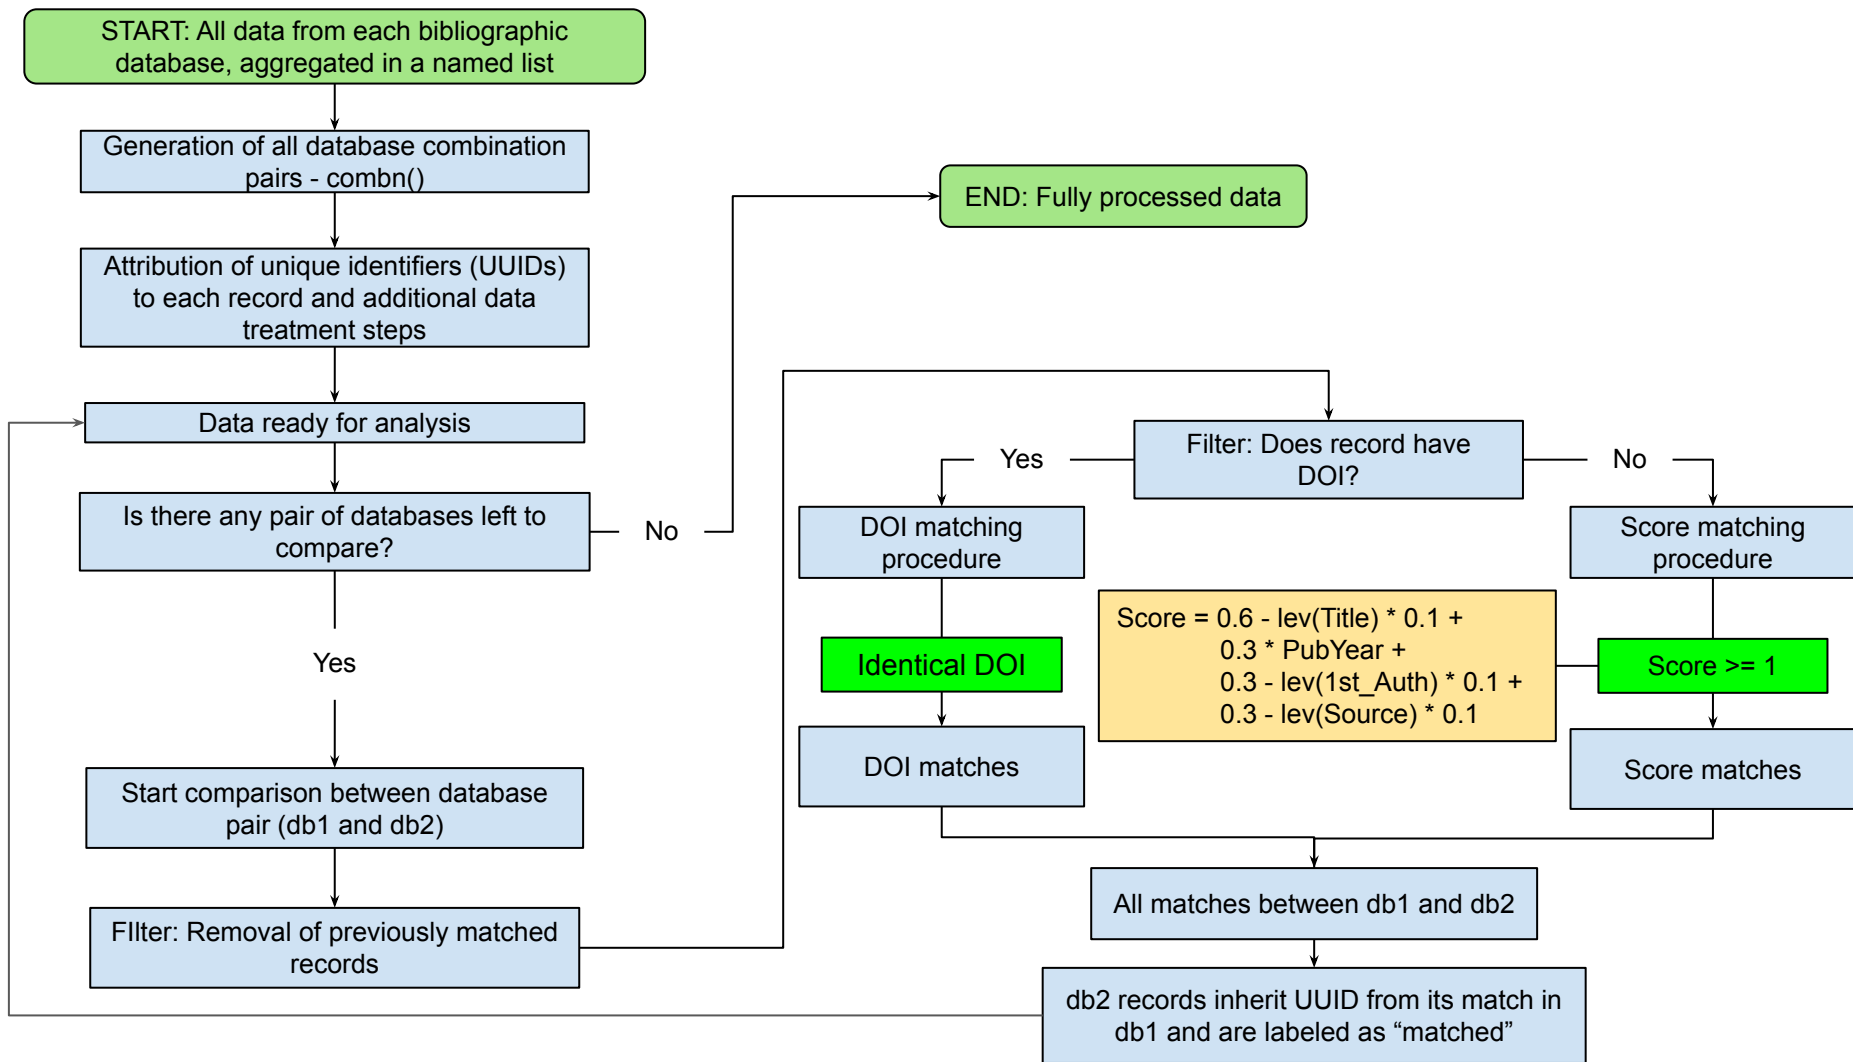 START: All data from each bibliographic
database, aggregated in a named list
Generation of all database combination
pairs - combn()
END: Fully processed data
Attribution of unique identifiers (UUIDs)
to each record and additional data
treatment steps
Data ready for analysis
Is there any pair of databases left to
compare?
No
Yes
Start comparison between database
pair (db1 and db2)
FIlter: Removal of previously matched
records
Filter: Does record have
DOI?
Yes
No
DOI matching
procedure
Score matching
procedure
Identical DOI
Score = 0.6 - lev(Title) * 0.1 +
0.3 * PubYear +
0.3 - lev(1st_Auth) * 0.1 +
0.3 - lev(Source) * 0.1
Score >= 1
DOI matches
Score matches
All matches between db1 and db2
db2 records inherit UUID from its match in
db1 and are labeled as “matched”